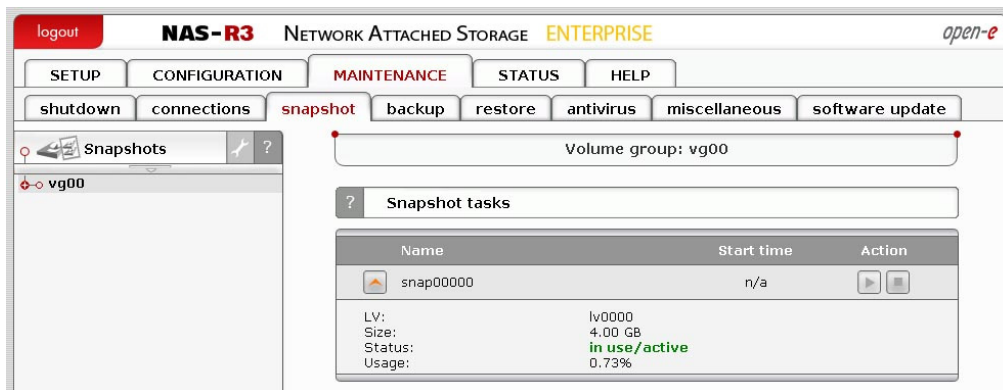 logout NAS-R3 NETWORK ATTACHED STORAGE ENTERPRISE open-e
SETUP CONFIGURATION MAINTENANCE STATUS HELP
shutdown connections snapshot backup restore antivirus miscellaneous software update
Snapshots ?
vg00
Volume group: vg00
? Snapshot tasks
Name Start time Action
snap00000 n/a
LV: lv0000
Size: 4.00 GB
Status: in use/active
Usage: 0.73%